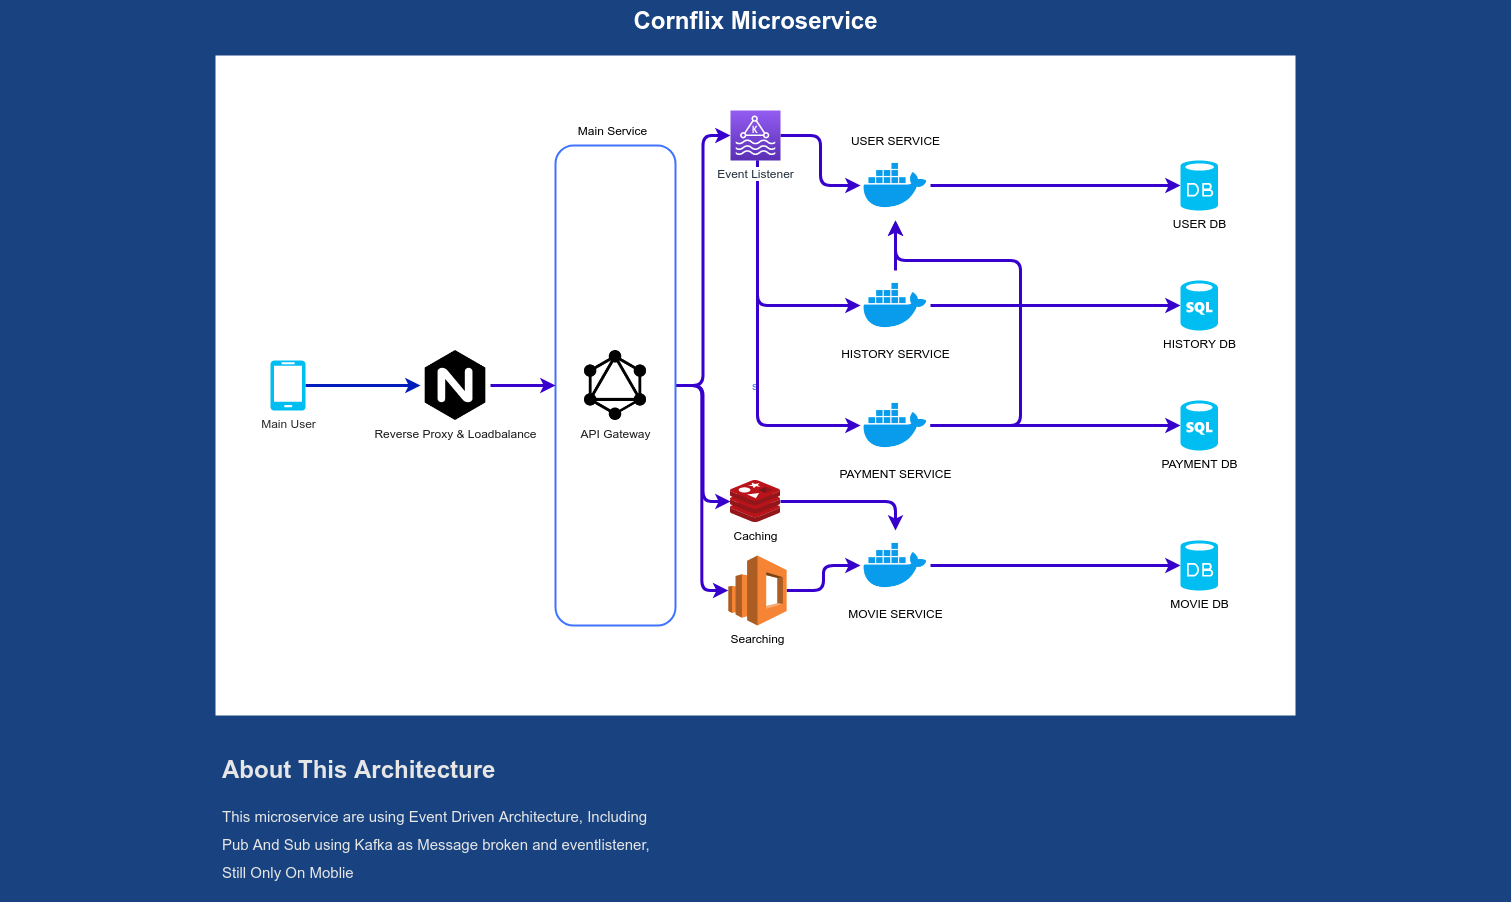 Cornflix Microservice
Main Service
K
Event Listener
USER SERVICE
DB
USER DB
HISTORY SERVICE
SQL
HISTORY DB
Main User
N
Reverse Proxy & Loadbalance
API Gateway
s
PAYMENT SERVICE
SQL
PAYMENT DB
Caching
MOVIE SERVICE
DB
MOVIE DB
Searching
About This Architecture
This microservice are using Event Driven Architecture, Including
Pub And Sub using Kafka as Message broken and eventlistener,
Still Only On Moblie